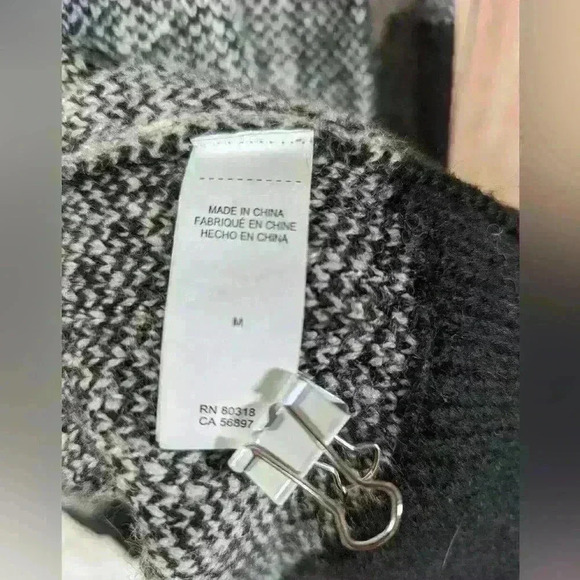 MADE IN CHINA
FABRIQUÉ EN CHINE
HECHO EN CHINA
M
RN 80318
CA 56897